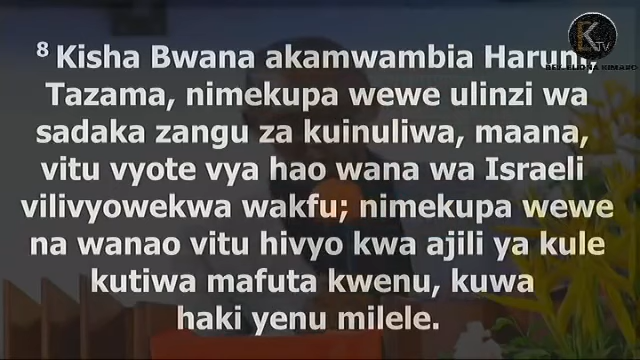 8 Kisha Bwana akamwambia Haruni,
Tazama, nimekupa wewe ulinzi wa
sadaka zangu za kuinuliwa, maana,
vitu vyote vya hao wana wa Israeli
vilivyowekwa wakfu; nimekupa wewe
na wanao vitu hivyo kwa ajili ya kule
kutiwa mafuta kwenu, kuwa
haki yenu milele.
EK TV